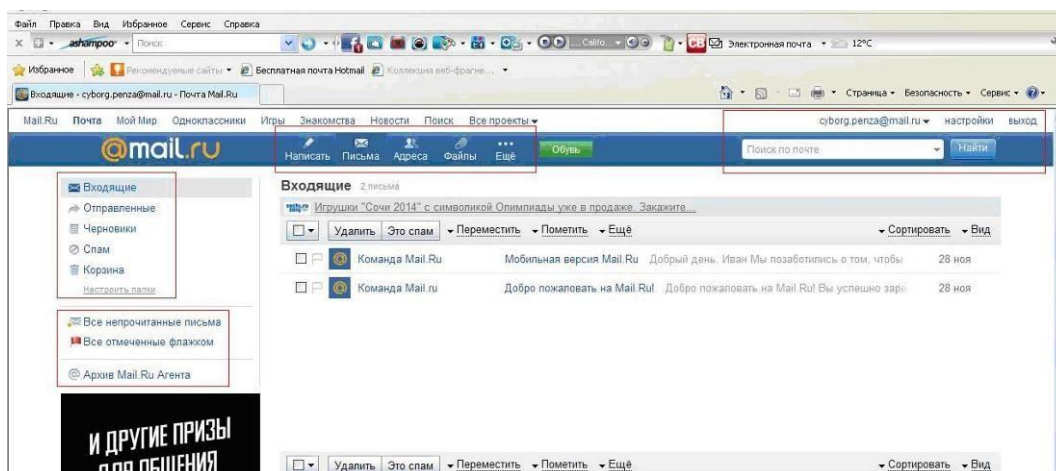 Файл Правка Вид Избранное Сервис Справка
X ashampoo Поиск Califo Электронная почта 12°C
Избранное Рекомендуемые сайты Бесплатная почта Hotmail Коллекция веб-фрагме...
Входящие - cyborg.penza@mail.ru - Почта Mail.Ru Страница Безопасность Сервис
Mail.Ru Почта Мой Мир Одноклассники Игры Знакомства Новости Поиск Все проекты cyborg.penza@mail.ru настройки выход
@mail.ru Написать Письма Адреса Файлы Ещё Обувь Поиск по почте Найти
Входящие
Отправленные
Черновики
Спам
Корзина
Настроить папки
Все непрочитанные письма
Все отмеченные флажком
Архив Mail.Ru Агента
И ДРУГИЕ ПРИЗЫ
ДЛЯ ОБЩЕНИЯ
Входящие 2 письма
Игрушки "Сочи 2014" с символикой Олимпиады уже в продаже. Закажите...
Удалить Это спам Переместить Пометить Ещё Сортировать Вид
Команда Mail.Ru Мобильная версия Mail.Ru Добрый день, Иван Мы позаботились о том, чтобы 28 ноя
Команда Mail.ru Добро пожаловать на Mail.Ru! Добро пожаловать на Mail.Ru! Вы успешно заре 28 ноя
Удалить Это спам Переместить Пометить Ещё Сортировать Вид